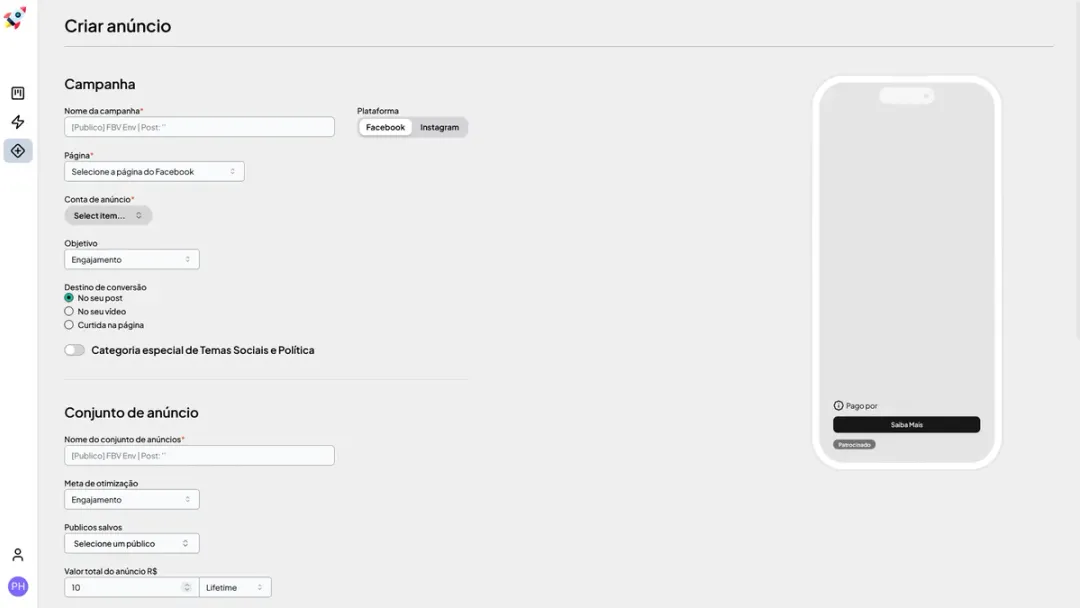 Criar anúncio
Campanha
Nome da campanha*
[Publico] FBV Env | Post: ''
Plataforma
Facebook
Instagram
Página*
Selecione a página do Facebook
Conta de anúncio*
Select item...
Objetivo
Engajamento
Destino de conversão
No seu post
No seu vídeo
Curtida na página
Categoria especial de Temas Sociais e Política
Conjunto de anúncio
Nome do conjunto de anúncios*
[Publico] FBV Env | Post: ''
Meta de otimização
Engajamento
Publicos salvos
Selecione um público
Valor total do anúncio R$
10
Lifetime
PH
Pago por
Saiba Mais
Patrocinado